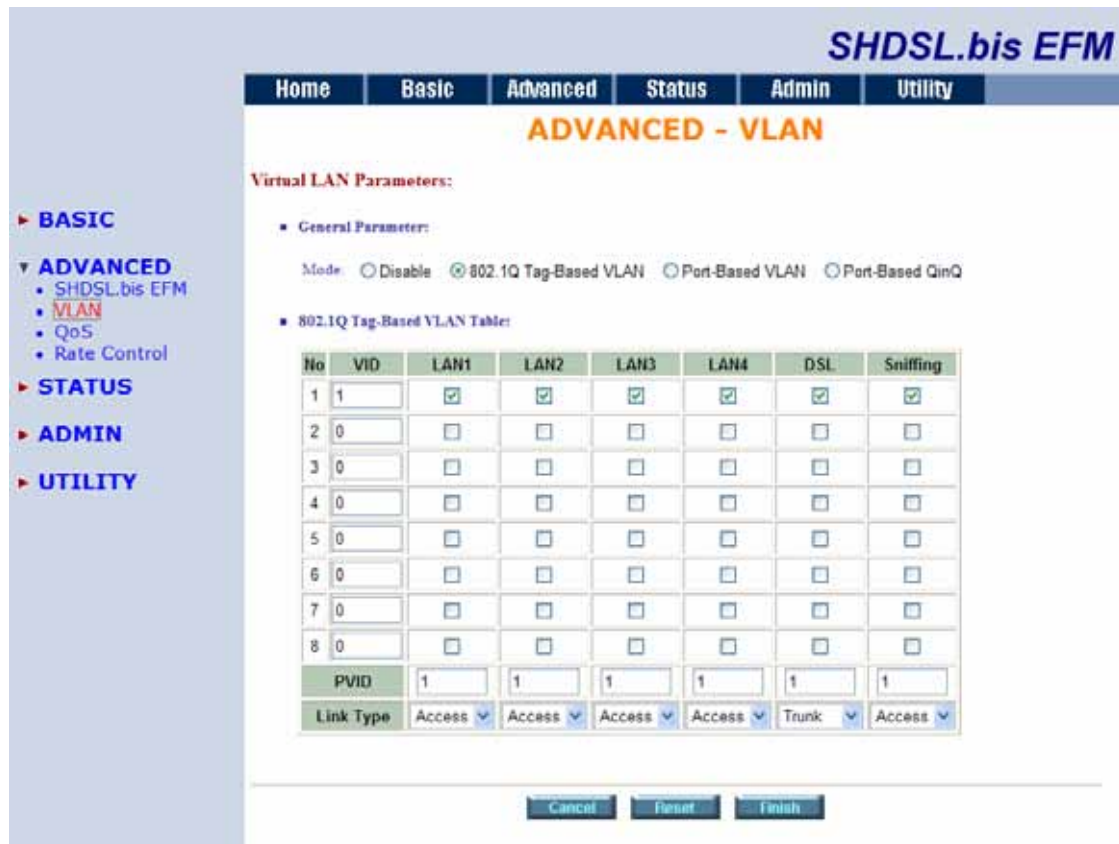 SHDSL.bis EFM
Home Basic Advanced Status Admin Utility
ADVANCED - VLAN
Virtual LAN Parameters:
BASIC
ADVANCED
SHDSL.bis EFM
VLAN
QoS
Rate Control
STATUS
ADMIN
UTILITY
General Parameter:
Mode: Disable 802.1Q Tag-Based VLAN Port-Based VLAN Port-Based QinQ
802.1Q Tag-Based VLAN Table:
No VID LAN1 LAN2 LAN3 LAN4 DSL Sniffing
1 1
2 0
3 0
4 0
5 0
6 0
7 0
8 0
PVID 1 1 1 1 1 1
Link Type Access Access Access Access Trunk Access
Cancel Reset Finish